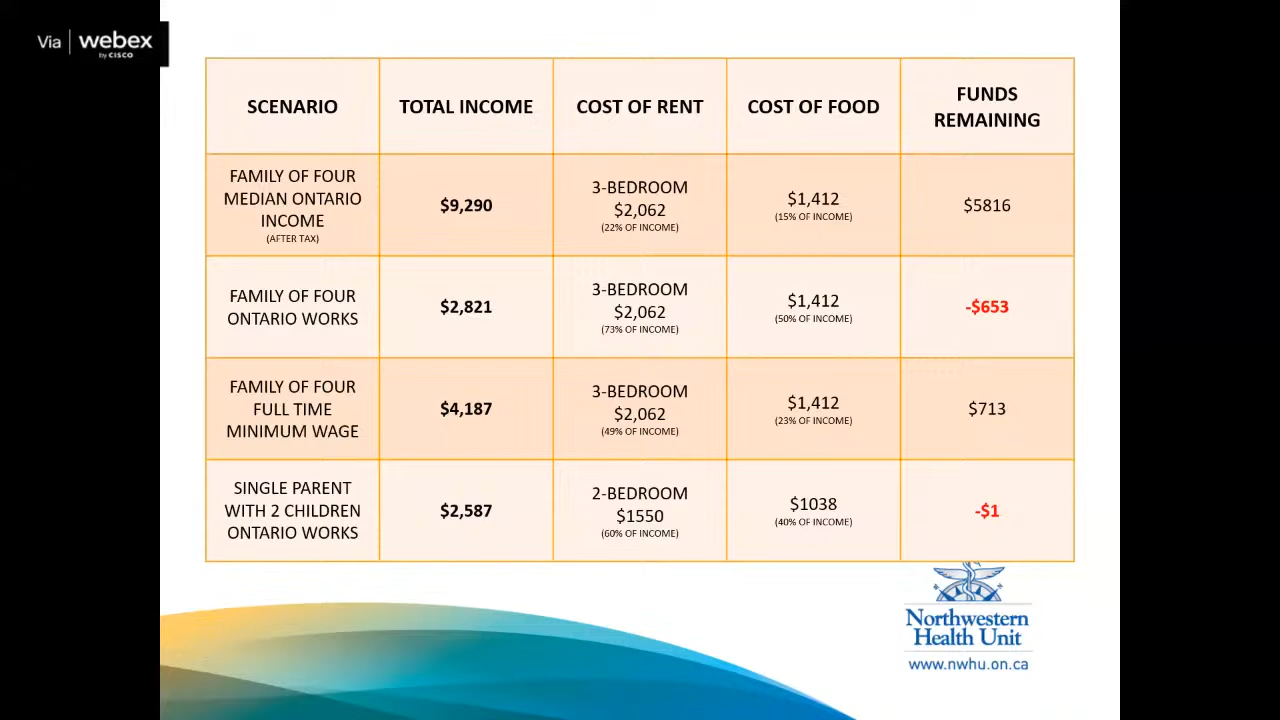 Via webex
by CISCO
SCENARIO
TOTAL INCOME
COST OF RENT
COST OF FOOD
FUNDS
REMAINING
FAMILY OF FOUR
MEDIAN ONTARIO
INCOME
(AFTER TAX)
$9,290
3-BEDROOM
$2,062
(22% OF INCOME)
$1,412
(15% OF INCOME)
$5816
FAMILY OF FOUR
ONTARIO WORKS
$2,821
3-BEDROOM
$2,062
(73% OF INCOME)
$1,412
(50% OF INCOME)
-$653
FAMILY OF FOUR
FULL TIME
MINIMUM WAGE
$4,187
3-BEDROOM
$2,062
(49% OF INCOME)
$1,412
(23% OF INCOME)
$713
SINGLE PARENT
WITH 2 CHILDREN
ONTARIO WORKS
$2,587
2-BEDROOM
$1550
(60% OF INCOME)
$1038
(40% OF INCOME)
-$1
Northwestern
Health Unit
www.nwhu.on.ca